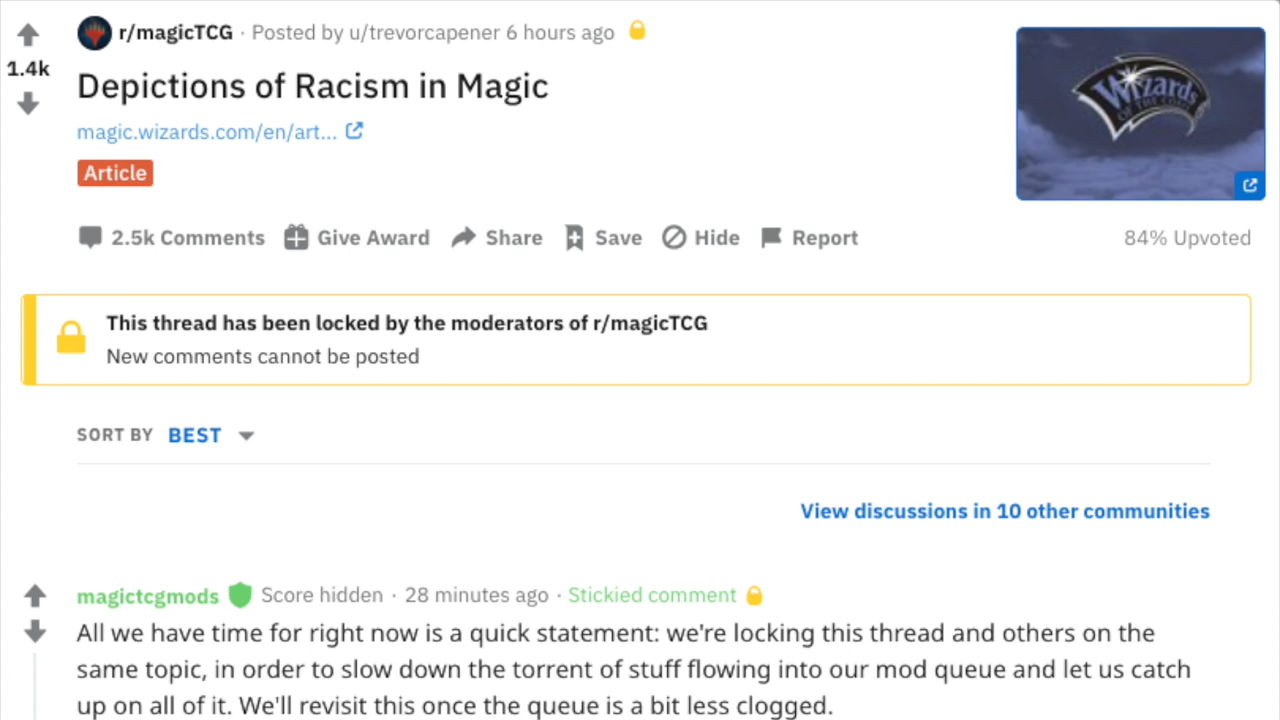 r/magicTCG · Posted by u/trevorcapener 6 hours ago
1.4k
Depictions of Racism in Magic
magic.wizards.com/en/art...
Article
Wizards
OF THE COAST
2.5k Comments Give Award Share Save Hide Report 84% Upvoted
This thread has been locked by the moderators of r/magicTCG
New comments cannot be posted
SORT BY BEST
View discussions in 10 other communities
magictcgmods Score hidden · 28 minutes ago · Stickied comment
All we have time for right now is a quick statement: we're locking this thread and others on the
same topic, in order to slow down the torrent of stuff flowing into our mod queue and let us catch
up on all of it. We'll revisit this once the queue is a bit less clogged.